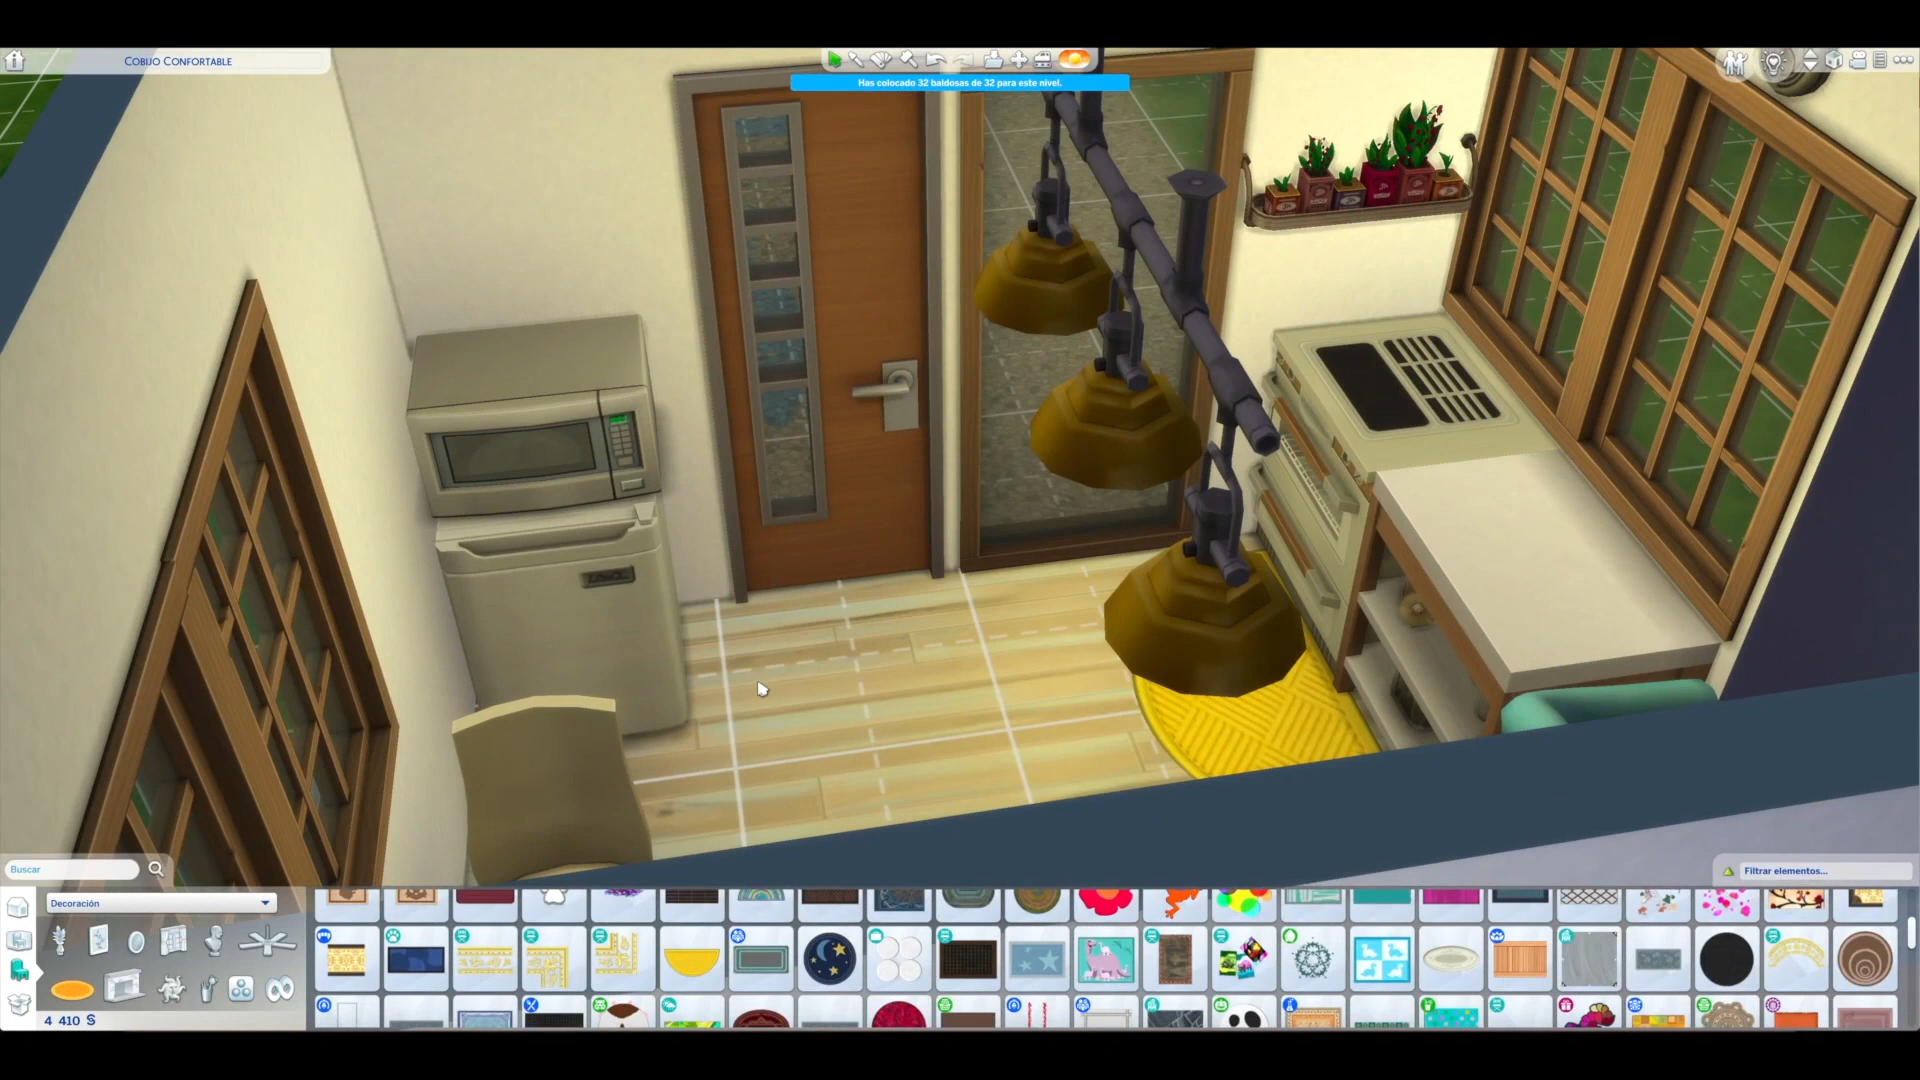 COBIJO CONFORTABLE
Has colocado 32 baldosas de 32 para este nivel.
Buscar
Filtrar elementos...
Decoración
4 410 S